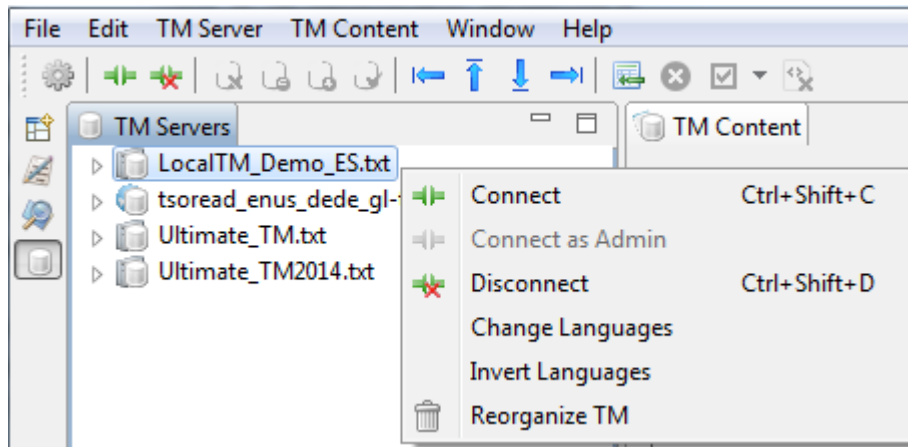 File Edit TM Server TM Content Window Help
TM Servers
TM Content
LocalTM_Demo_ES.txt
tsoread_enus_dede_gl-
Ultimate_TM.txt
Ultimate_TM2014.txt
Connect Ctrl+Shift+C
Connect as Admin
Disconnect Ctrl+Shift+D
Change Languages
Invert Languages
Reorganize TM